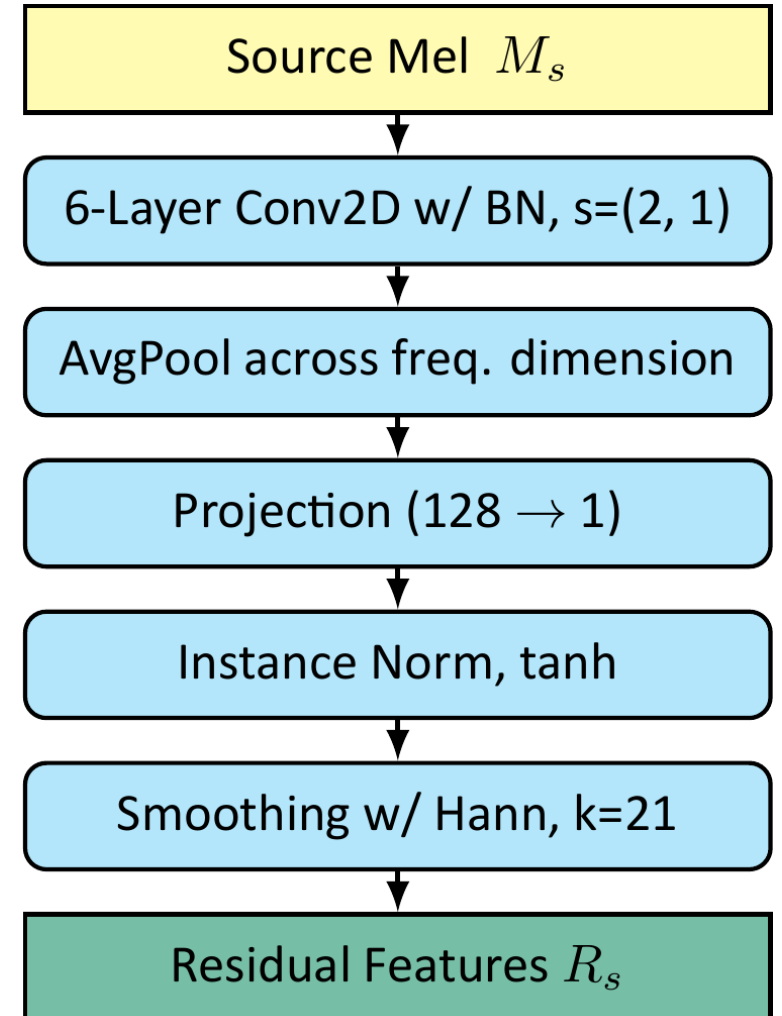 Source Mel M_s
6-Layer Conv2D w/ BN, s=(2, 1)
AvgPool across freq. dimension
Projection (128 → 1)
Instance Norm, tanh
Smoothing w/ Hann, k=21
Residual Features R_s